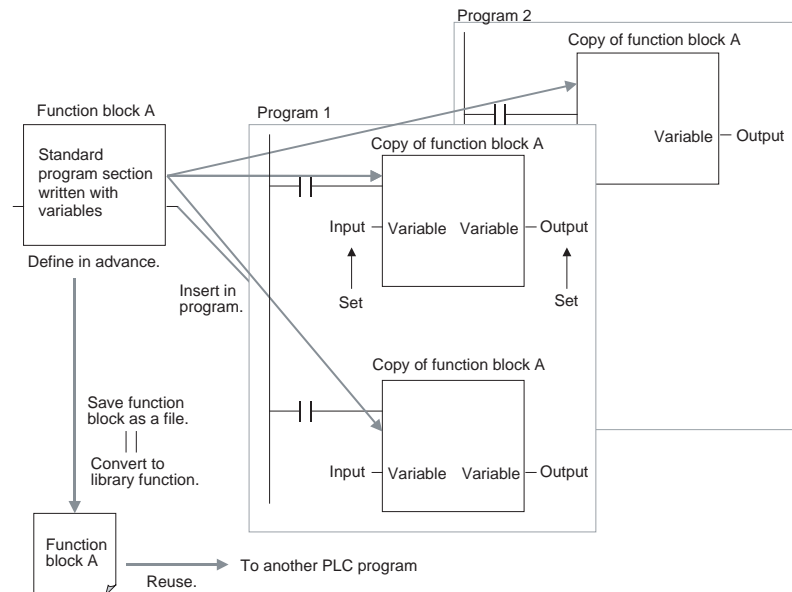 Program 2
Copy of function block A
Variable
Output
Function block A
Standard
program section
written with
variables
Define in advance.
Program 1
Copy of function block A
Input
Variable
Variable
Output
Set
Set
Insert in
program.
Copy of function block A
Input
Variable
Variable
Output
Save function
block as a file.
Convert to
library function.
Function
block A
Reuse.
To another PLC program